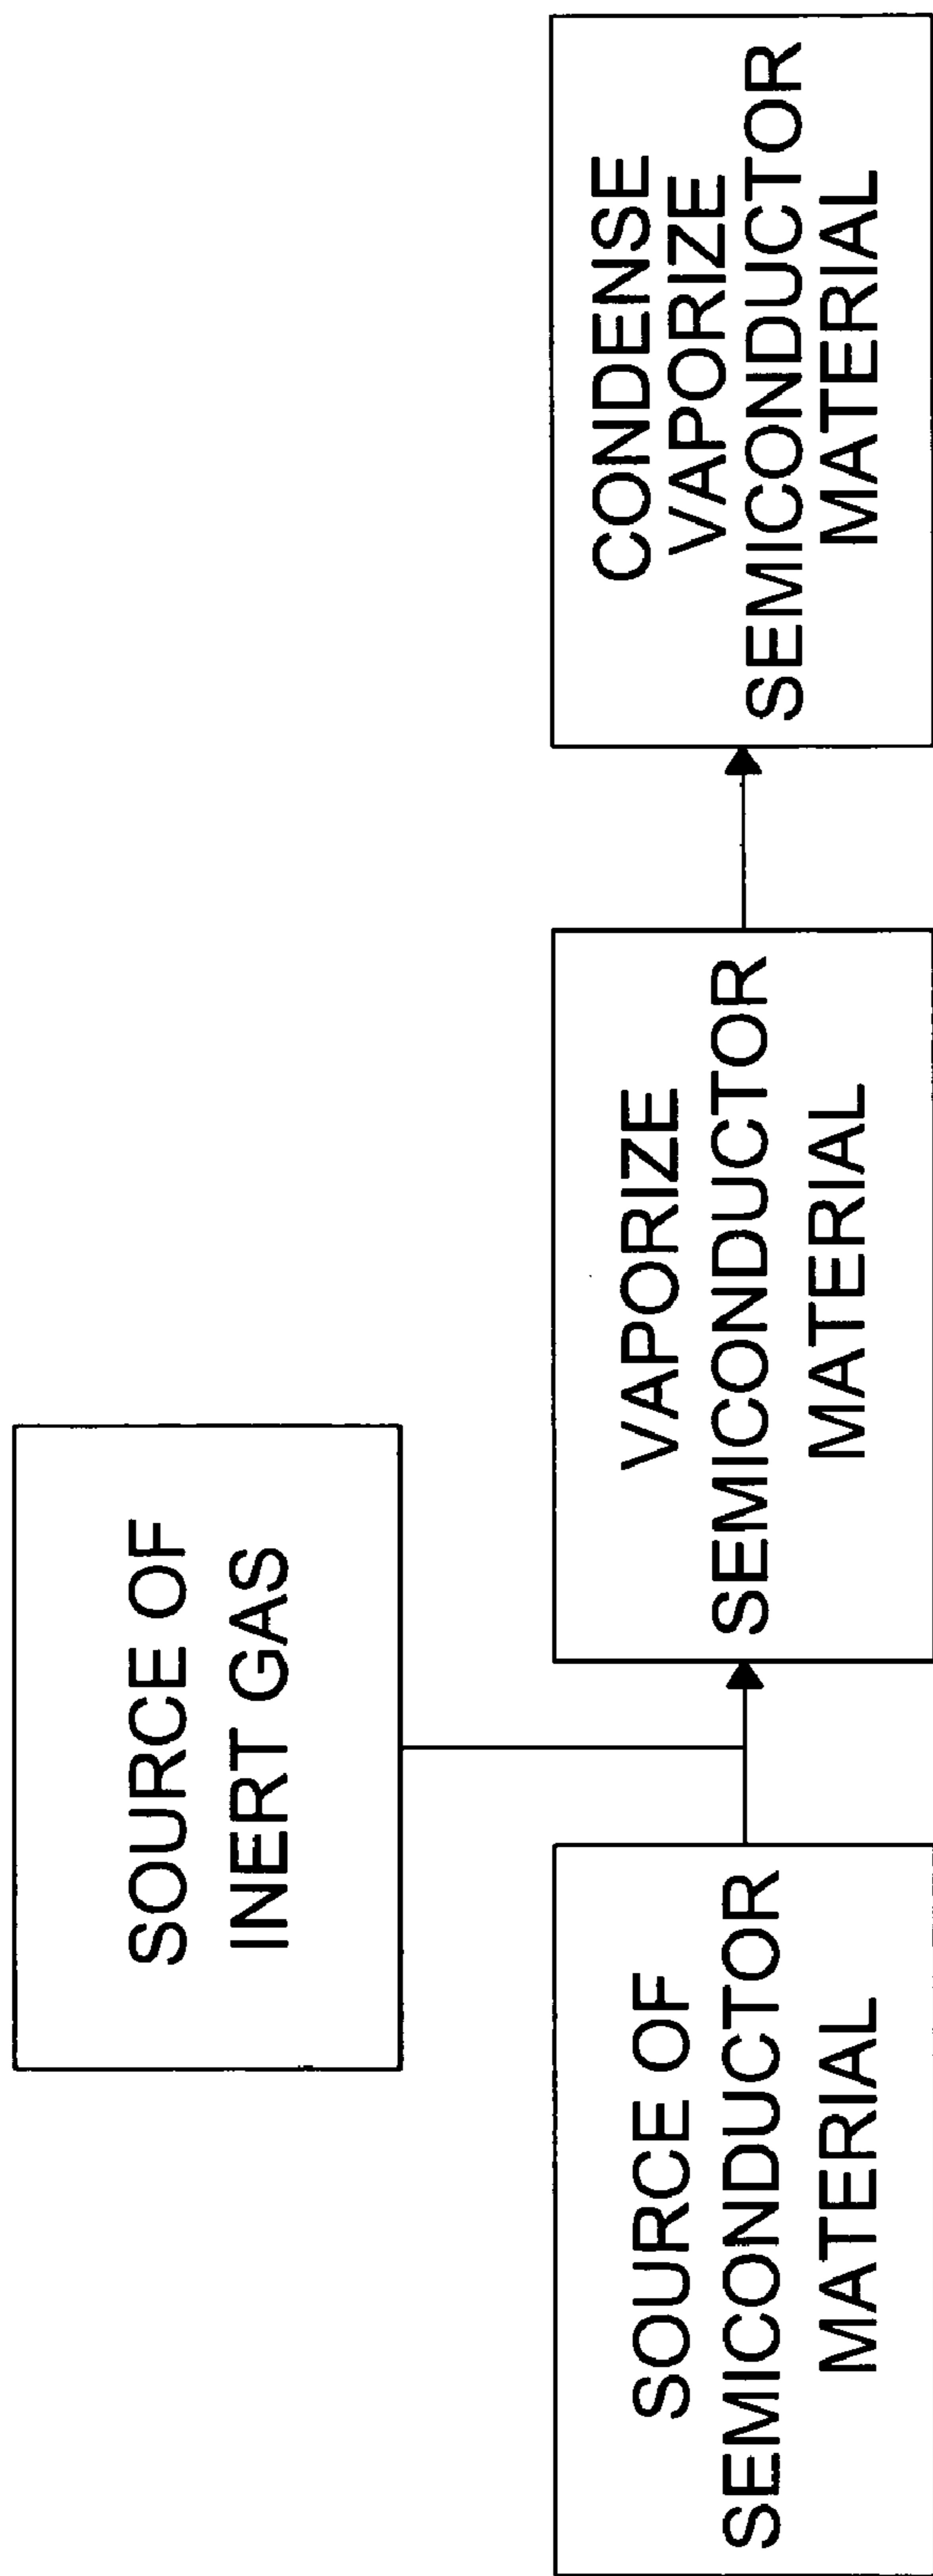 SOURCE OF
INERT GAS
SOURCE OF
SEMICONDUCTOR
MATERIAL
VAPORIZE
SEMICONDUCTOR
MATERIAL
CONDENSE
VAPORIZE
SEMICONDUCTOR
MATERIAL